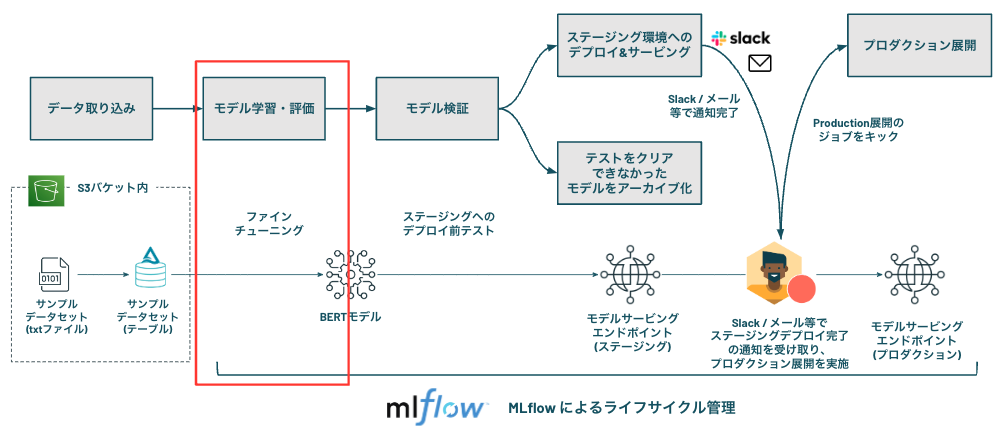 データ取り込み
モデル学習・評価
モデル検証
ステージング環境への
デプロイ&サービング
slack
プロダクション展開
Slack / メール
等で通知完了
Production展開の
ジョブをキック
テストをクリア
できなかった
モデルをアーカイブ化
S3バケット内
ファイン
チューニング
ステージングへの
デプロイ前テスト
0101
サンプル
データセット
(txtファイル)
サンプル
データセット
(テーブル)
BERTモデル
モデルサービング
エンドポイント
(ステージング)
Slack / メール等で
ステージングデプロイ完了
の通知を受け取り、
プロダクション展開を実施
モデルサービング
エンドポイント
(プロダクション)
mlflow
MLflow によるライフサイクル管理